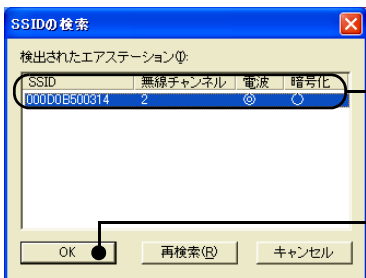 SSIDの検索
検出されたエアステーション(I):
SSID 無線チャンネル 電波 暗号化
000D0B500314 2 ◎ ○
OK 再検索(R) キャンセル